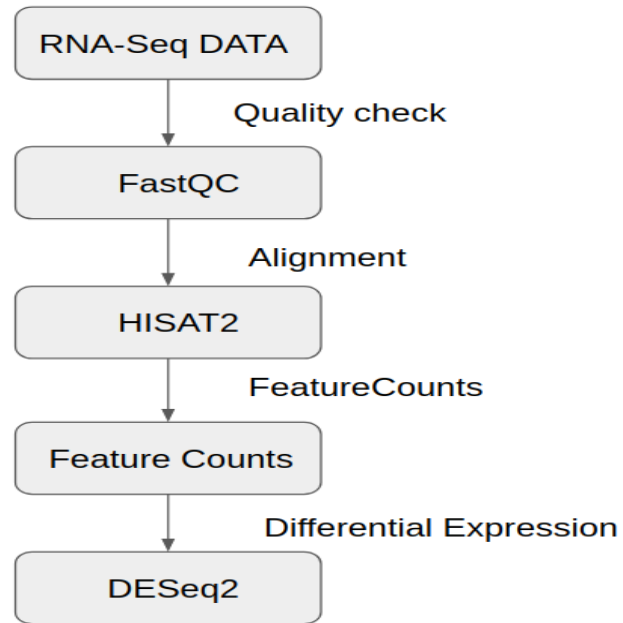 RNA-Seq DATA
Quality check
FastQC
Alignment
HISAT2
FeatureCounts
Feature Counts
Differential Expression
DESeq2